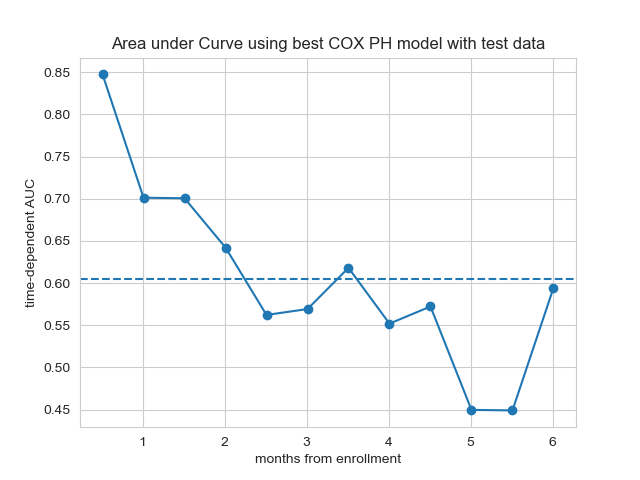 Area under Curve using best COX PH model with test data
0.85
0.80
0.75
0.70
0.65
0.60
0.55
0.50
0.45
time-dependent AUC
1 2 3 4 5 6
months from enrollment